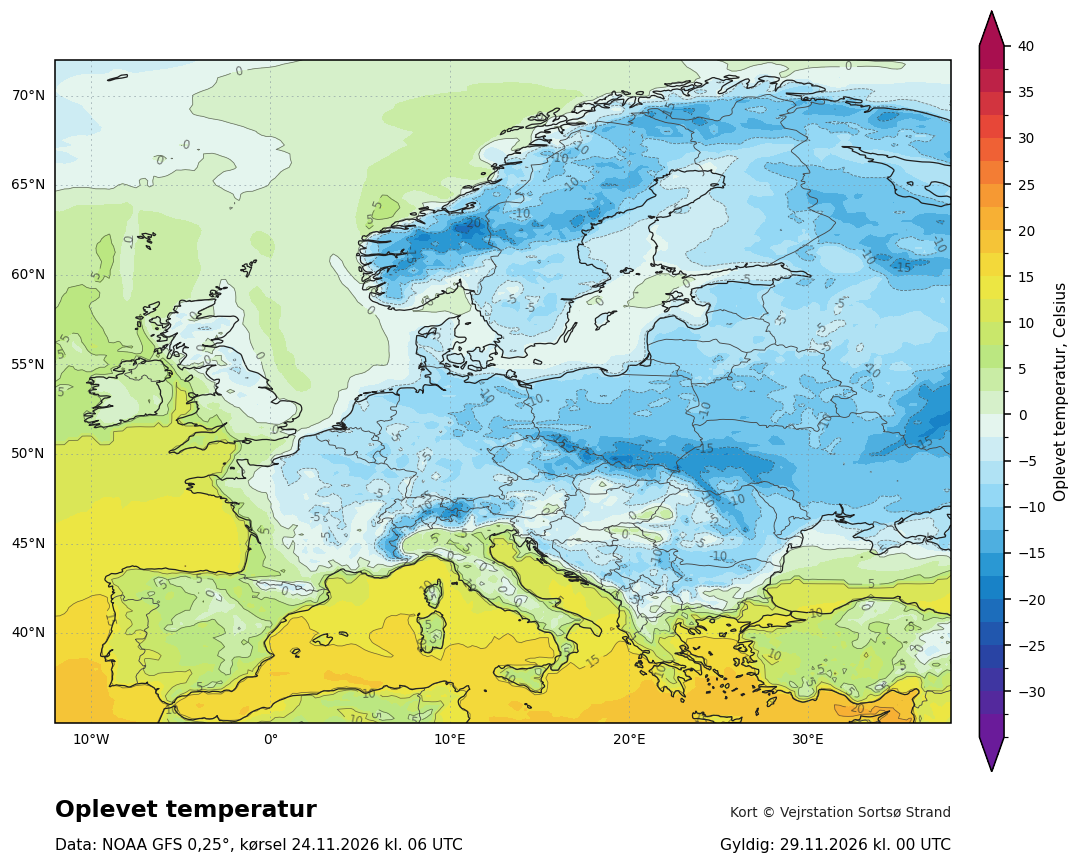 70°N
65°N
60°N
55°N
50°N
45°N
40°N
10°W
0°
10°E
20°E
30°E
40
35
30
25
20
15
10
5
0
−5
−10
−15
−20
−25
−30
Oplevet temperatur, Celsius
Oplevet temperatur
Kort © Vejrstation Sortsø Strand
Data: NOAA GFS 0,25°, kørsel 24.11.2026 kl. 06 UTC
Gyldig: 29.11.2026 kl. 00 UTC